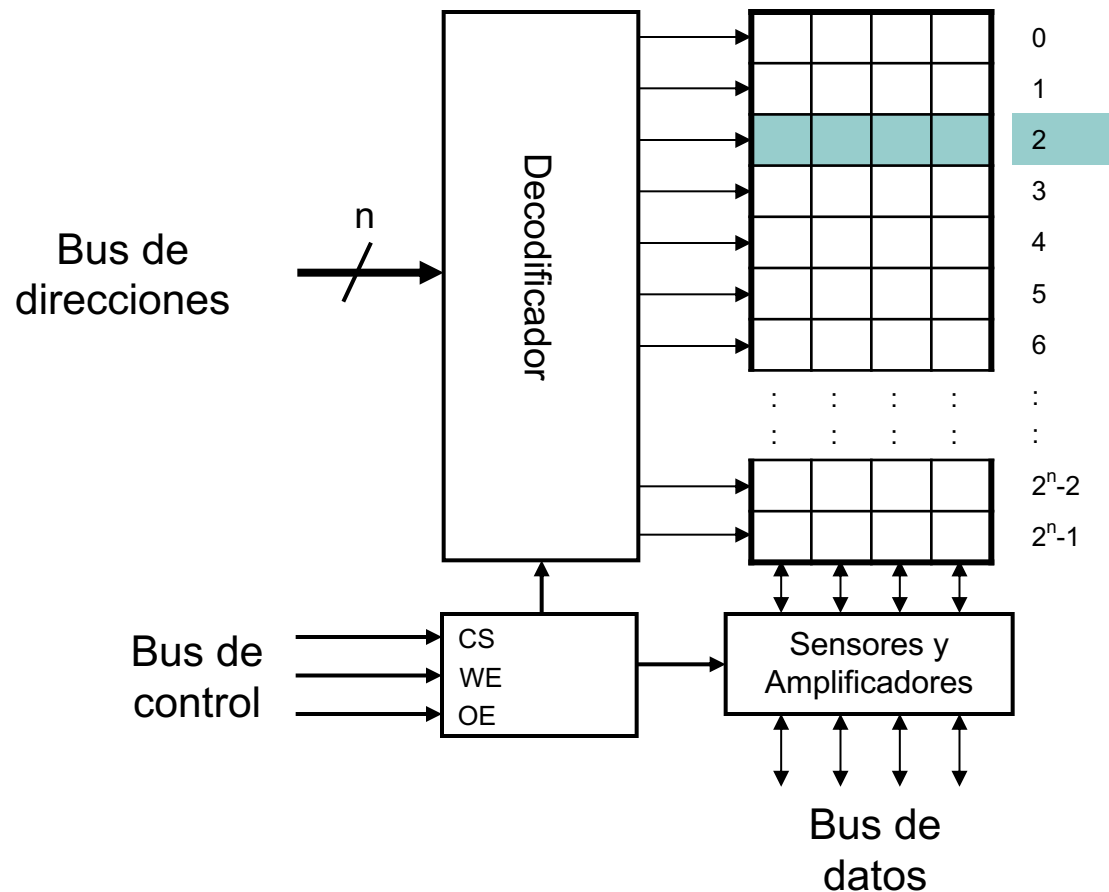 0
1
2
3
4
5
6
:
:
2ⁿ-2
2ⁿ-1
: : : :
: : : :
Decodificador
n
Bus de
direcciones
Bus de
control
CS
WE
OE
Sensores y
Amplificadores
Bus de
datos